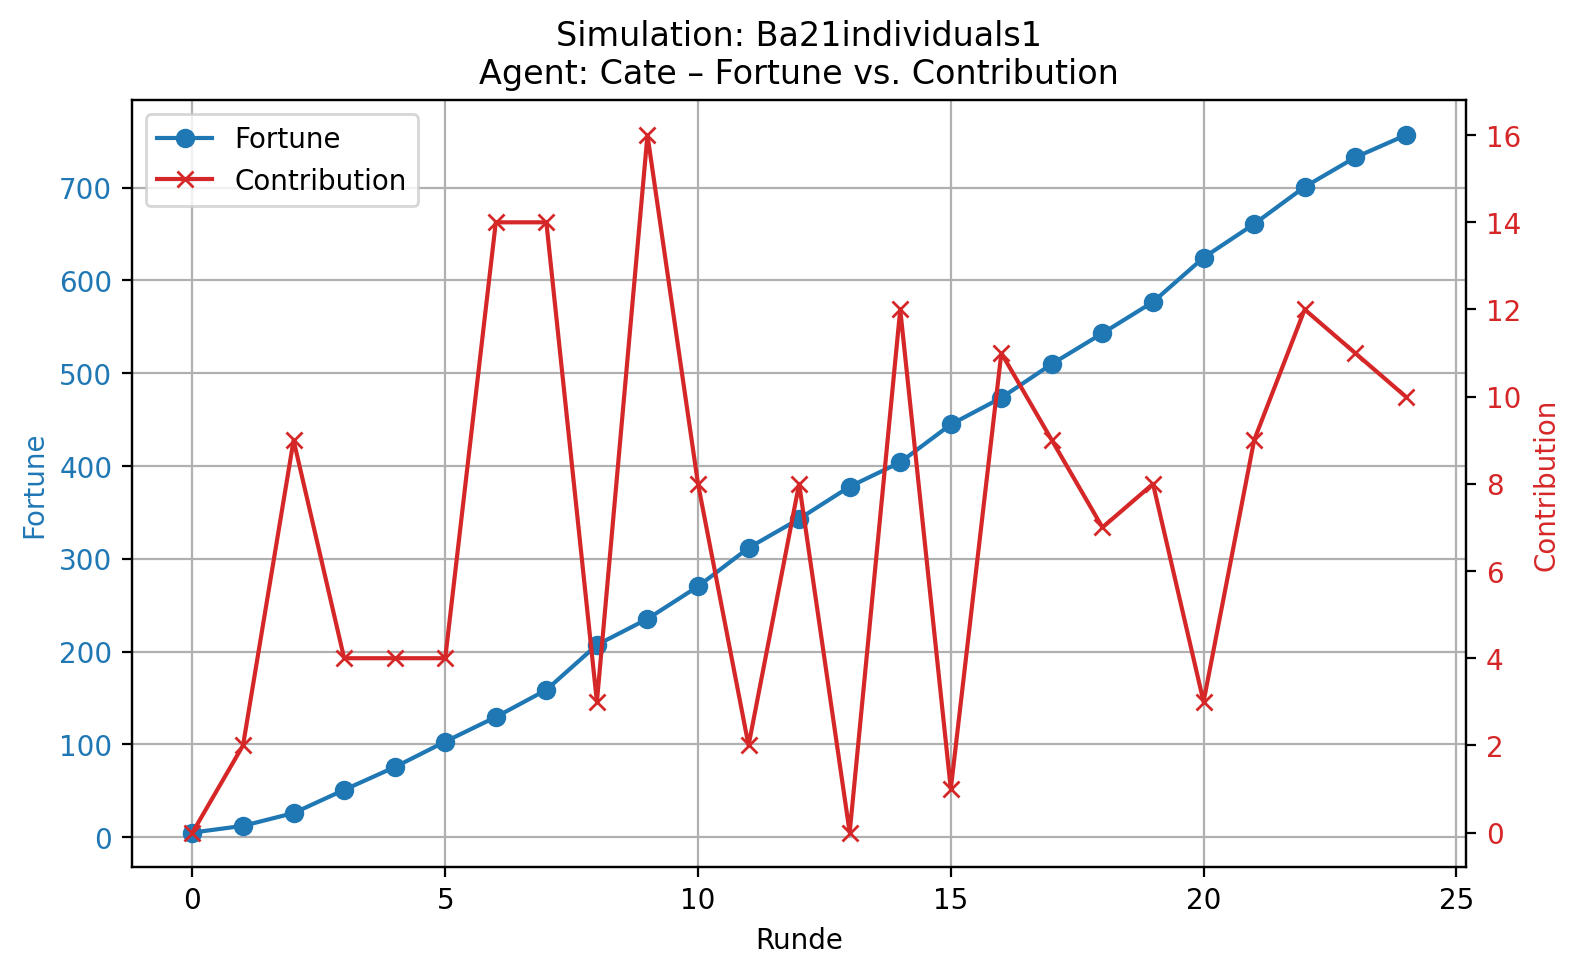 Simulation: Ba21individuals1
Agent: Cate – Fortune vs. Contribution
Fortune
Contribution
700
600
500
400
300
200
100
0
Fortune
16
14
12
10
8
6
4
2
0
Contribution
0 5 10 15 20 25
Runde